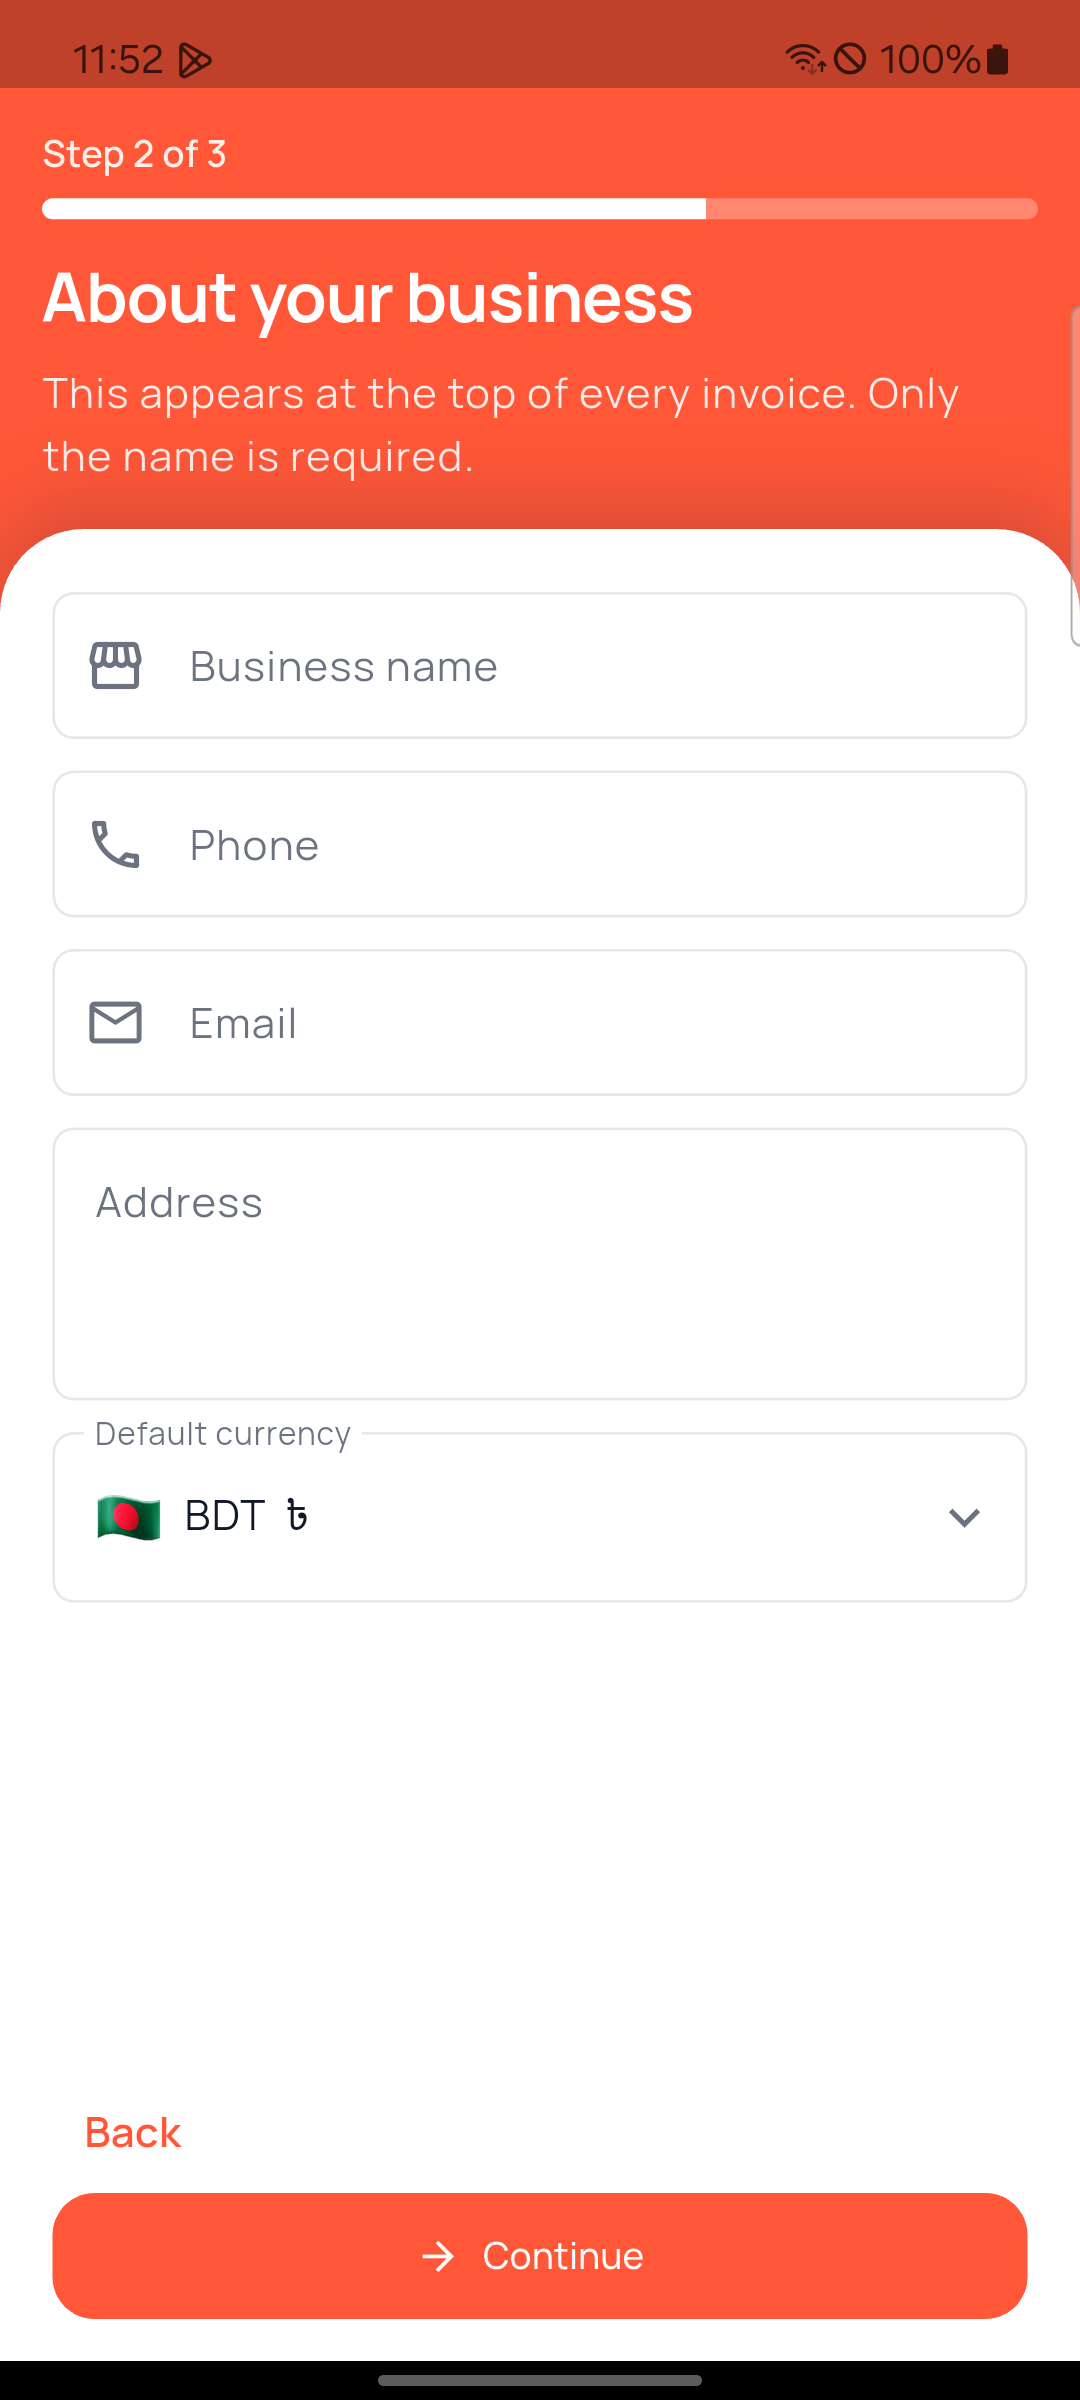 11:52
100%
Step 2 of 3
About your business
This appears at the top of every invoice. Only
the name is required.
Business name
Phone
Email
Address
Default currency
BDT ৳
Back
Continue